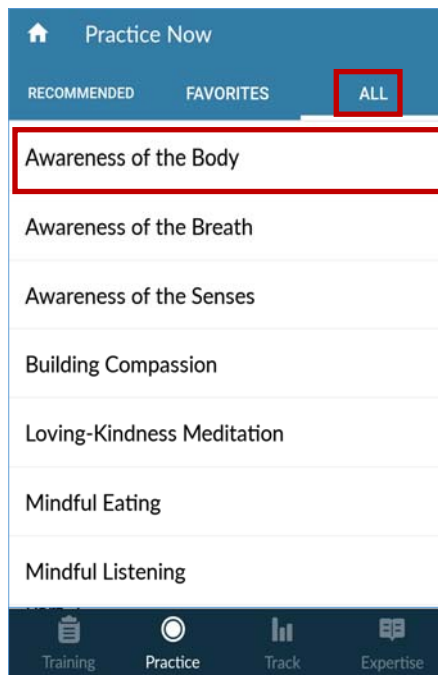 Practice Now
RECOMMENDED FAVORITES ALL
Awareness of the Body
Awareness of the Breath
Awareness of the Senses
Building Compassion
Loving-Kindness Meditation
Mindful Eating
Mindful Listening
Training Practice Track Expertise